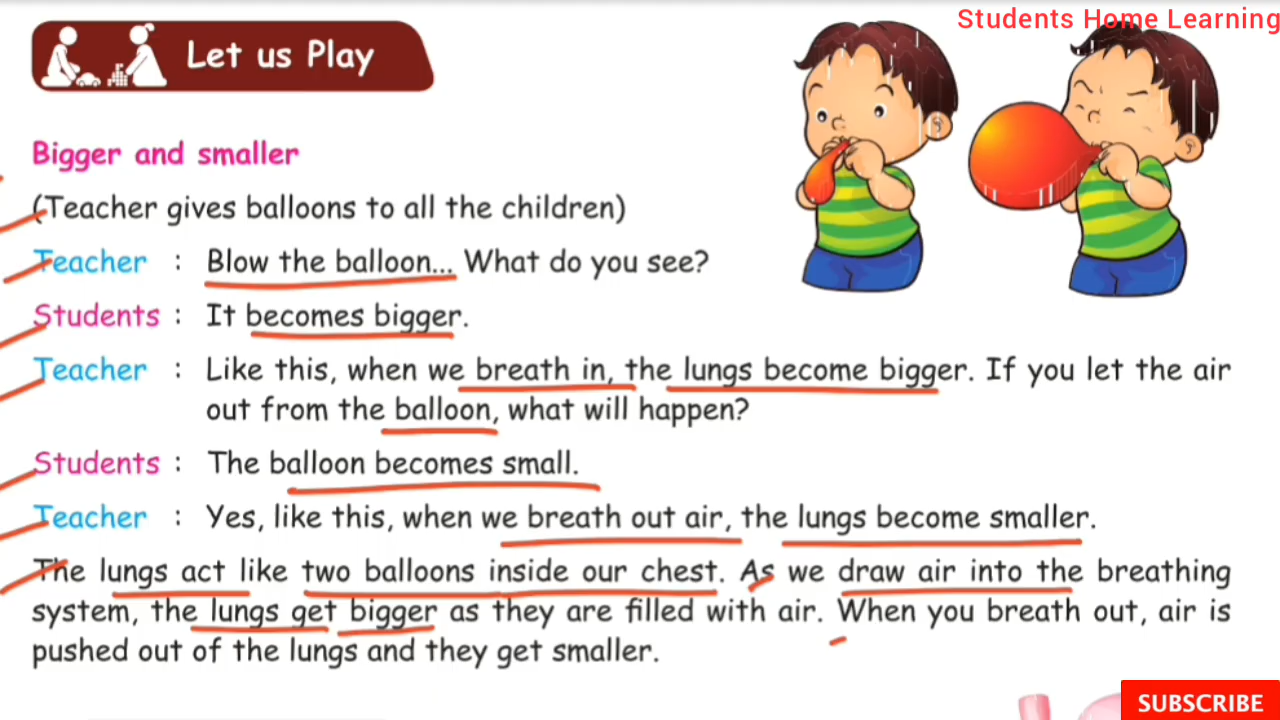 Students Home Learning
Let us Play
Bigger and smaller
(Teacher gives balloons to all the children)
Teacher : Blow the balloon... What do you see?
Students : It becomes bigger.
Teacher : Like this, when we breath in, the lungs become bigger. If you let the air
out from the balloon, what will happen?
Students : The balloon becomes small.
Teacher : Yes, like this, when we breath out air, the lungs become smaller.
The lungs act like two balloons inside our chest. As we draw air into the breathing
system, the lungs get bigger as they are filled with air. When you breath out, air is
pushed out of the lungs and they get smaller.
SUBSCRIBE